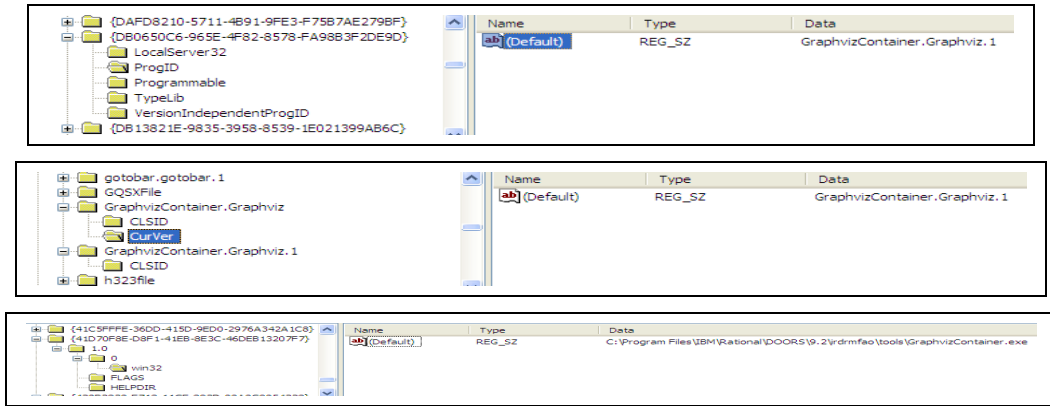 {DAFD8210-5711-4B91-9FE3-F75B7AE279BF}
{DB0650C6-965E-4F82-8578-FA98B3F2DE9D}
LocalServer32
ProgID
Programmable
TypeLib
VersionIndependentProgID
{DB13821E-9835-3958-8539-1E021399AB6C}
Name Type Data
ab (Default) REG_SZ GraphvizContainer.Graphviz.1
gotobar.gotobar.1
GQSXFile
GraphvizContainer.Graphviz
CLSID
CurVer
GraphvizContainer.Graphviz.1
CLSID
h323file
Name Type Data
ab (Default) REG_SZ GraphvizContainer.Graphviz.1
{41C5FFFE-36DD-415D-9ED0-2976A342A1C8}
{41D70F8E-D8F1-41EB-8E3C-46DEB13207F7}
1.0
0
win32
FLAGS
HELPDIR
Name Type Data
ab (Default) REG_SZ C:\Program Files\IBM\Rational\DOORS\9.2\irdrmfao\tools\GraphvizContainer.exe